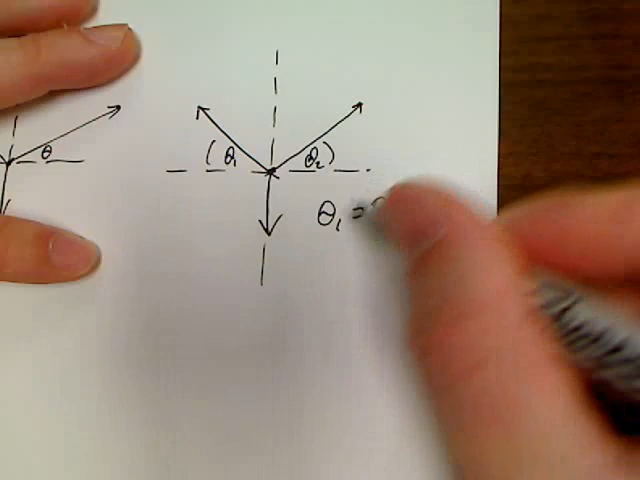 θ
(θ₁ θ₂)
θ₁ =